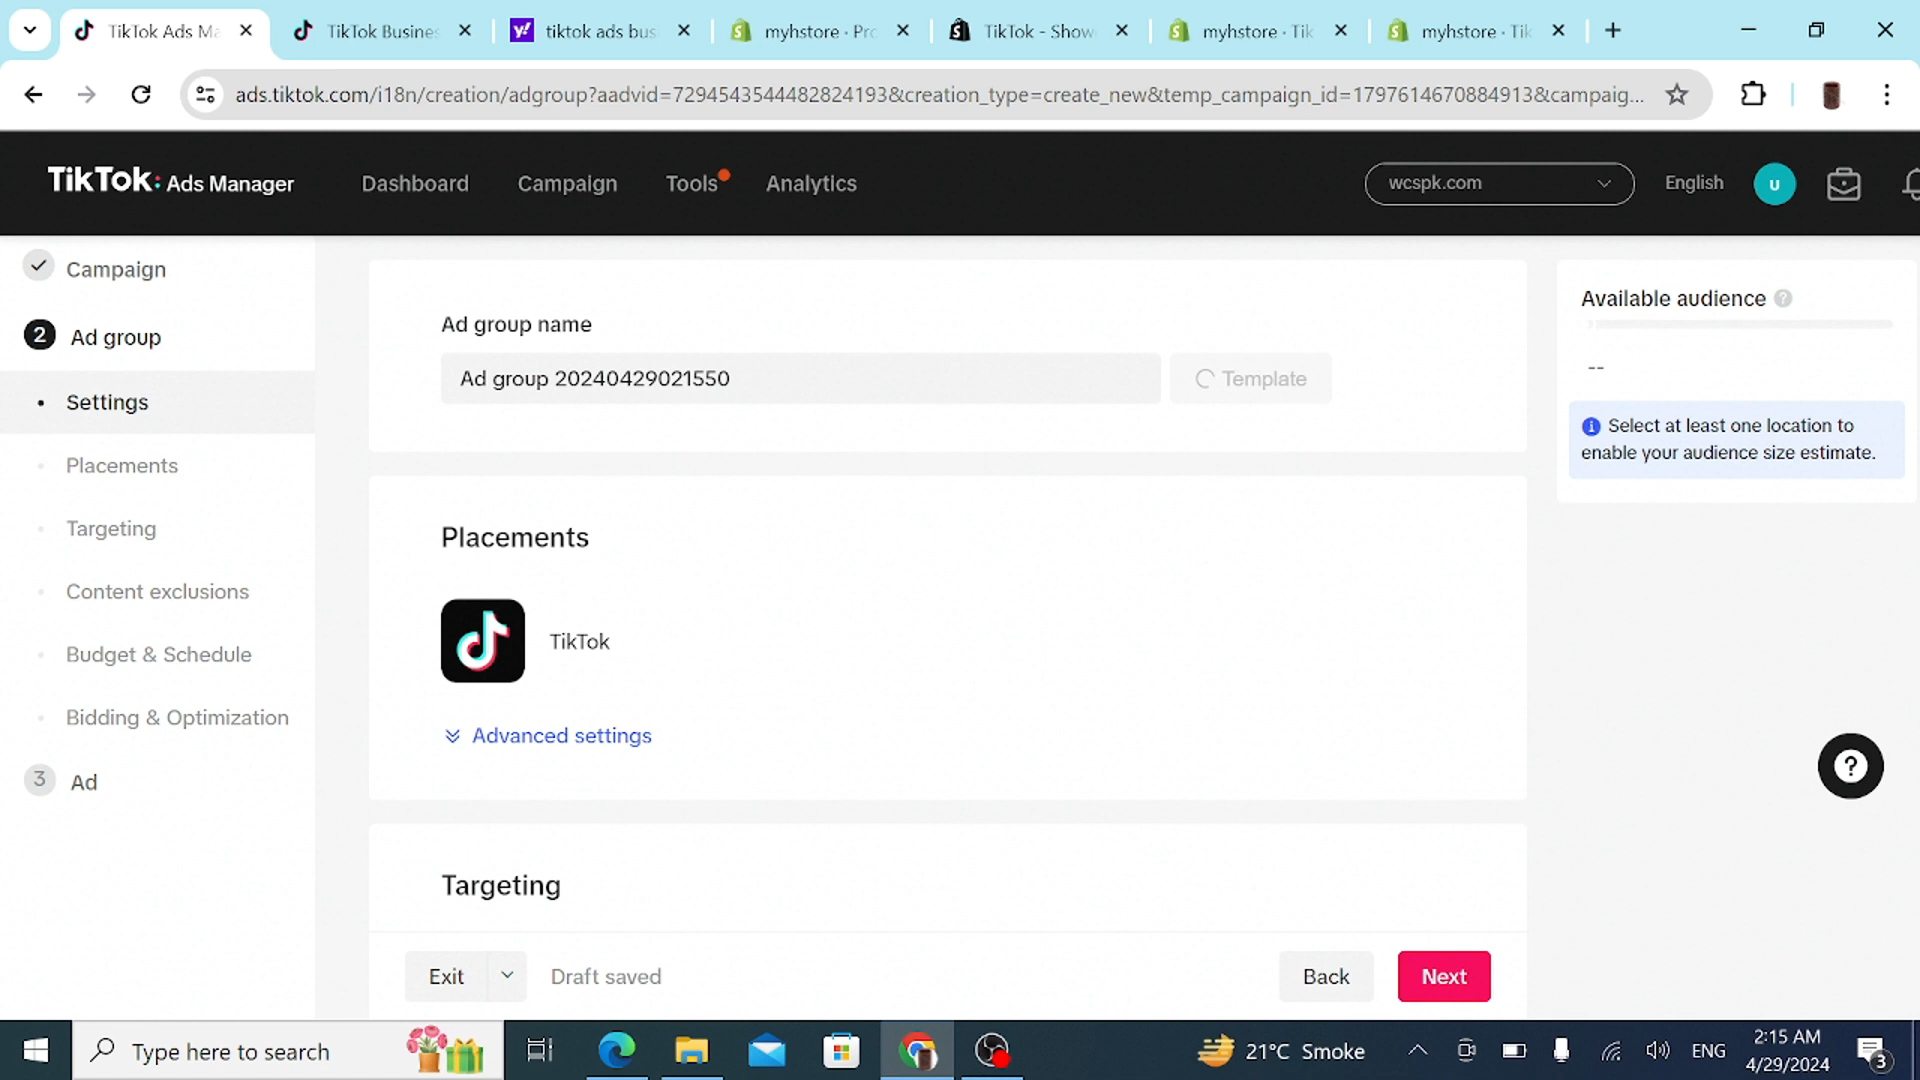 TikTok Ads Ma
TikTok Busines
tiktok ads busi
myhstore · Pro
TikTok - Show
myhstore · Tik
myhstore · Tik
ads.tiktok.com/i18n/creation/adgroup?aadvid=7294543544482824193&creation_type=create_new&temp_campaign_id=1797614670884913&campaig...
TikTok: Ads Manager
Dashboard
Campaign
Tools
Analytics
wcspk.com
English
U
Campaign
2 Ad group
Settings
Placements
Targeting
Content exclusions
Budget & Schedule
Bidding & Optimization
3 Ad
Ad group name
Ad group 20240429021550
Template
Placements
TikTok
Advanced settings
Targeting
Exit
Draft saved
Back
Next
Available audience
--
Select at least one location to
enable your audience size estimate.
Type here to search
21°C Smoke
ENG
2:15 AM
4/29/2024
3